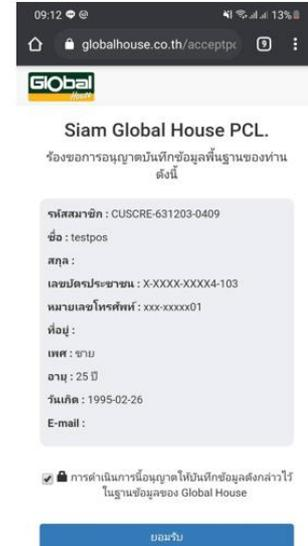 09:12
13%
globalhouse.co.th/acceptpo
9
Global
House
Siam Global House PCL.
ร้องขอการอนุญาตบันทึกข้อมูลพื้นฐานของท่าน
ดังนี้
รหัสสมาชิก : CUSCRE-631203-0409
ชื่อ : testpos
สกุล :
เลขบัตรประชาชน : X-XXXX-XXXX4-103
หมายเลขโทรศัพท์ : xxx-xxxxx01
ที่อยู่ :
เพศ : ชาย
อายุ : 25 ปี
วันเกิด : 1995-02-26
E-mail :
การดำเนินการนี้อนุญาตให้บันทึกข้อมูลดังกล่าวไว้
ในฐานข้อมูลของ Global House
ยอมรับ